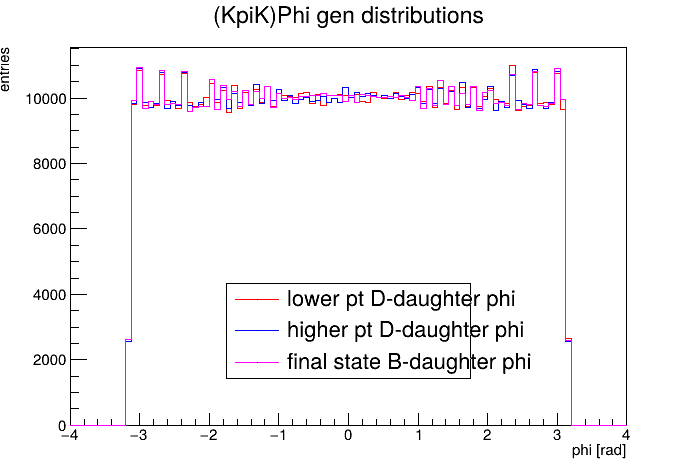 (KpiK)Phi gen distributions
entries
10000
8000
6000
4000
2000
0
lower pt D-daughter phi
higher pt D-daughter phi
final state B-daughter phi
−4 −3 −2 −1 0 1 2 3 4
phi [rad]